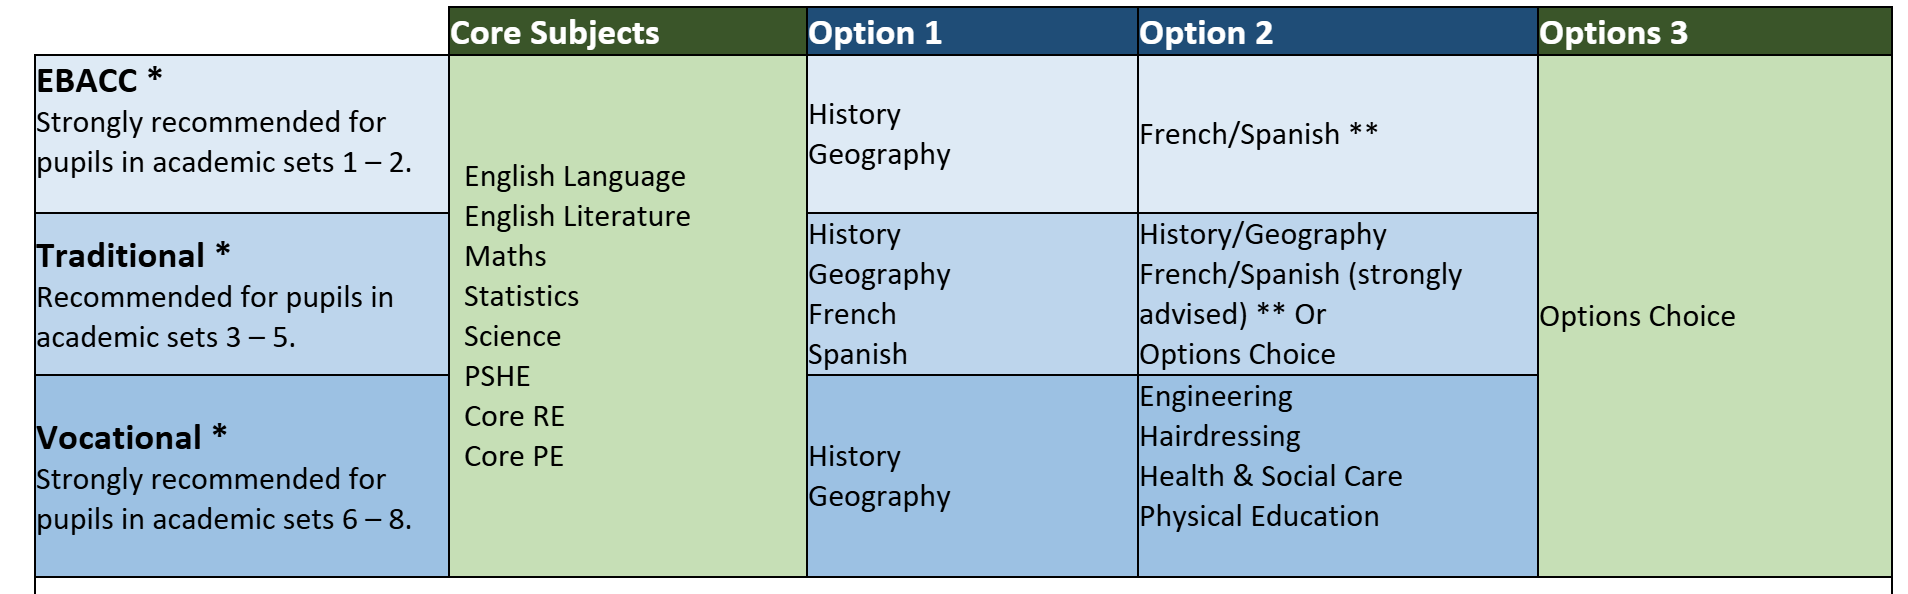 Core Subjects
Option 1
Option 2
Options 3
EBACC *
Strongly recommended for
pupils in academic sets 1 – 2.
English Language
English Literature
Maths
Statistics
Science
PSHE
Core RE
Core PE
History
Geography
French/Spanish **
Options Choice
Traditional *
Recommended for pupils in
academic sets 3 – 5.
History
Geography
French
Spanish
History/Geography
French/Spanish (strongly
advised) ** Or
Options Choice
Vocational *
Strongly recommended for
pupils in academic sets 6 – 8.
History
Geography
Engineering
Hairdressing
Health & Social Care
Physical Education